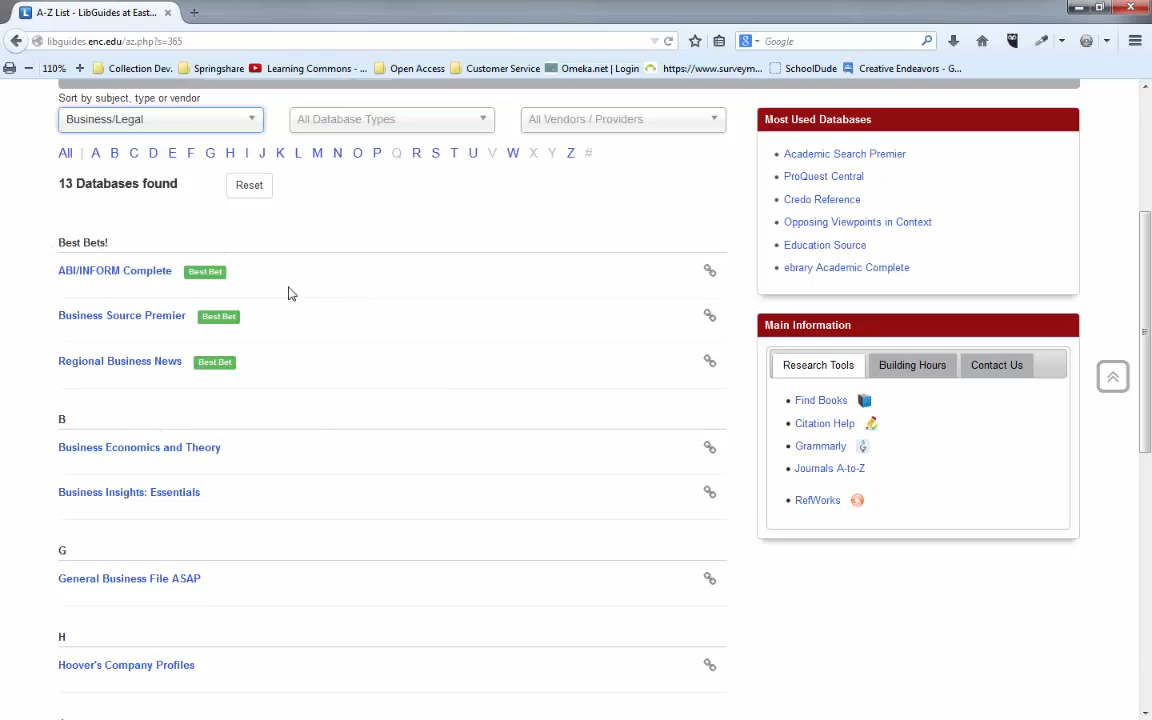 A-Z List - LibGuides at East...
libguides.enc.edu/az.php?s=365
Google
110%
Collection Dev.
Springshare
Learning Commons - ...
Open Access
Customer Service
Omeka.net | Login
https://www.surveym...
SchoolDude
Creative Endeavors - G...
Sort by subject, type or vendor
Business/Legal
All Database Types
All Vendors / Providers
All | A B C D E F G H I J K L M N O P Q R S T U V W X Y Z #
13 Databases found
Reset
Best Bets!
ABI/INFORM Complete Best Bet
Business Source Premier Best Bet
Regional Business News Best Bet
B
Business Economics and Theory
Business Insights: Essentials
G
General Business File ASAP
H
Hoover's Company Profiles
Most Used Databases
Academic Search Premier
ProQuest Central
Credo Reference
Opposing Viewpoints in Context
Education Source
ebrary Academic Complete
Main Information
Research Tools
Building Hours
Contact Us
Find Books
Citation Help
Grammarly
Journals A-to-Z
RefWorks